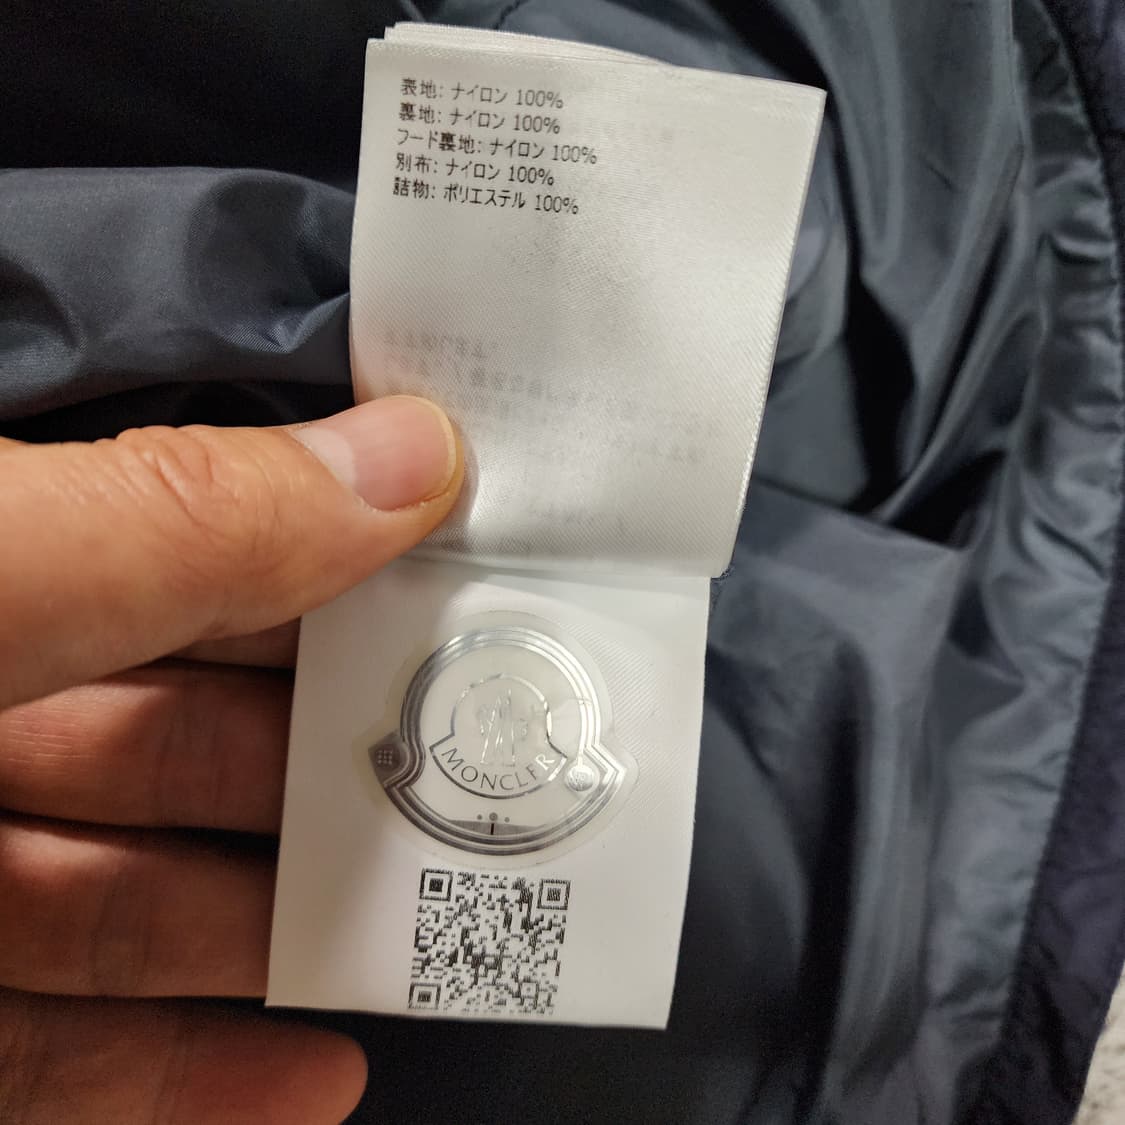 表地: ナイロン 100%
裏地: ナイロン 100%
フード裏地: ナイロン 100%
別布: ナイロン 100%
詰物: ポリエステル 100%
MONCLER